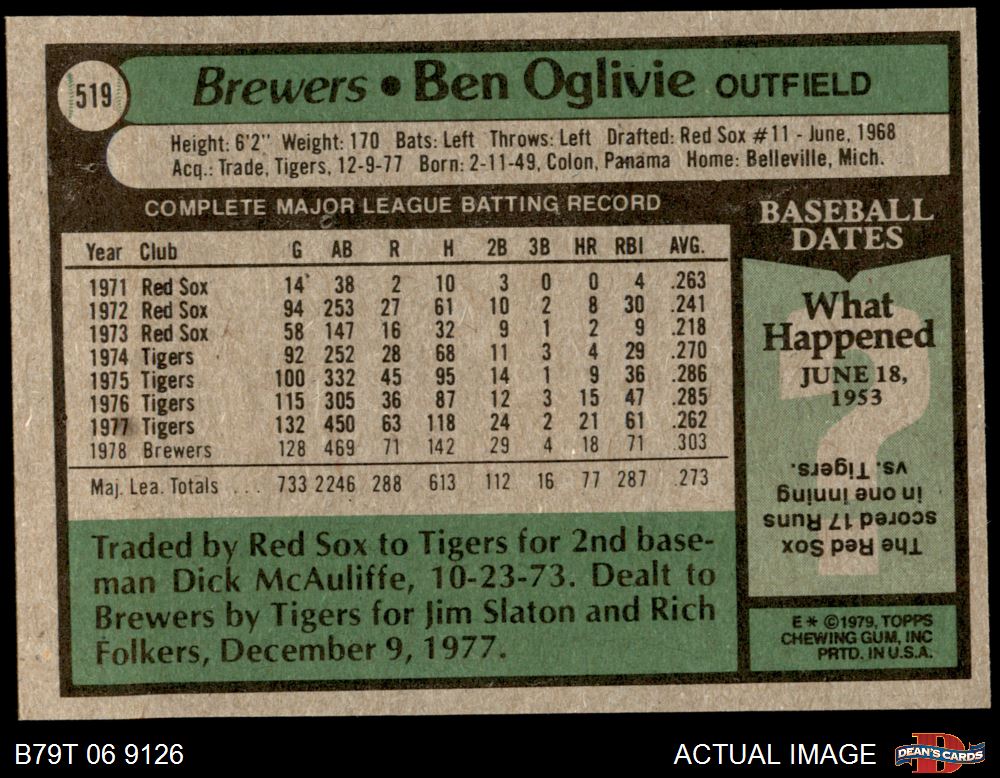 519
Brewers • Ben Oglivie OUTFIELD
Height: 6'2" Weight: 170 Bats: Left Throws: Left Drafted: Red Sox #11 - June, 1968
Acq.: Trade, Tigers, 12-9-77 Born: 2-11-49, Colon, Panama Home: Belleville, Mich.
COMPLETE MAJOR LEAGUE BATTING RECORD
Year Club G AB R H 2B 3B HR RBI AVG.
1971 Red Sox 14 38 2 10 3 0 0 4 .263
1972 Red Sox 94 253 27 61 10 2 8 30 .241
1973 Red Sox 58 147 16 32 9 1 2 9 .218
1974 Tigers 92 252 28 68 11 3 4 29 .270
1975 Tigers 100 332 45 95 14 1 9 36 .286
1976 Tigers 115 305 36 87 12 3 15 47 .285
1977 Tigers 132 450 63 118 24 2 21 61 .262
1978 Brewers 128 469 71 142 29 4 18 71 .303
Maj. Lea. Totals ... 733 2246 288 613 112 16 77 287 .273
Traded by Red Sox to Tigers for 2nd base-
man Dick McAuliffe, 10-23-73. Dealt to
Brewers by Tigers for Jim Slaton and Rich
Folkers, December 9, 1977.
BASEBALL
DATES
What
Happened
JUNE 18,
1953
?
The Red Sox
scored 17 Runs
in one inning
vs. Tigers.
E * ©1979, TOPPS
CHEWING GUM, INC
PRTD. IN U.S.A.
B79T 06 9126
ACTUAL IMAGE
D
DEAN'S CARDS